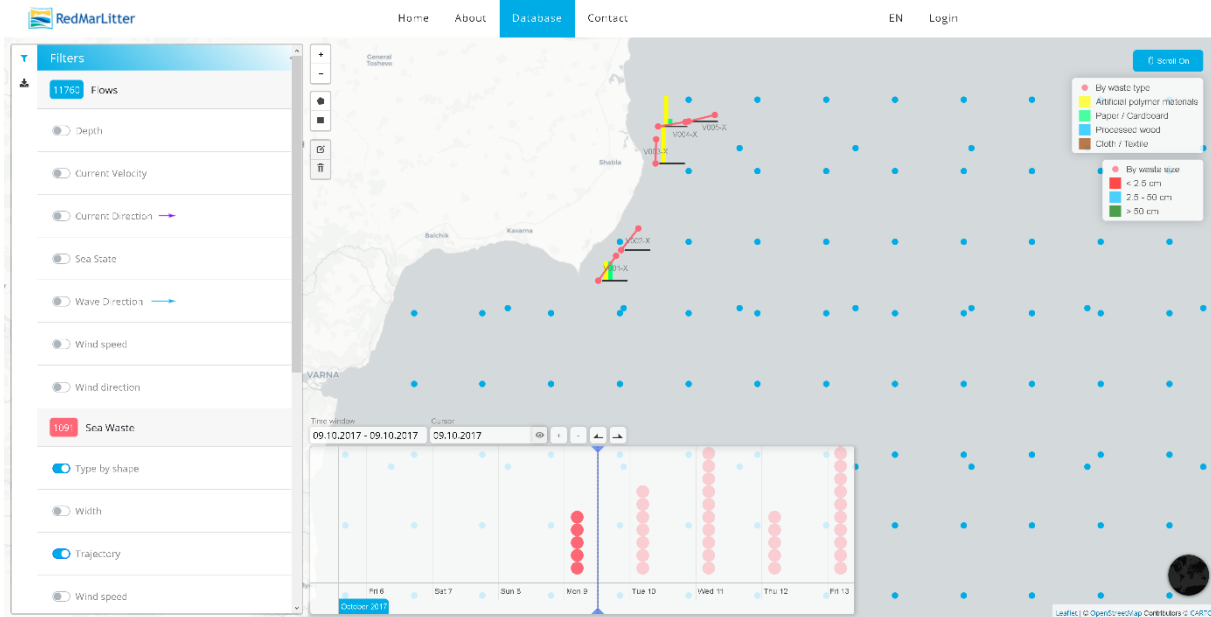 RedMarLitter
Home About Database Contact EN Login
Filters
11760 Flows
Depth
Current Velocity
Current Direction
Sea State
Wave Direction
Wind speed
Wind direction
1091 Sea Waste
Type by shape
Width
Trajectory
Wind speed
+
-
General
Toshevo
Shabla
Balchik
Kavarna
VARNA
V005-X
V004-X
V003-X
V002-X
V001-X
Scroll On
By waste type
Artificial polymer materials
Paper / Cardboard
Processed wood
Cloth / Textile
By waste size
< 2.5 cm
2.5 - 50 cm
> 50 cm
Time window Cursor
09.10.2017 - 09.10.2017 09.10.2017 + -
Fri 6 Sat 7 Sun 8 Mon 9 Tue 10 Wed 11 Thu 12 Fri 13
October 2017
Leaflet | © OpenStreetMap Contributors © CARTO